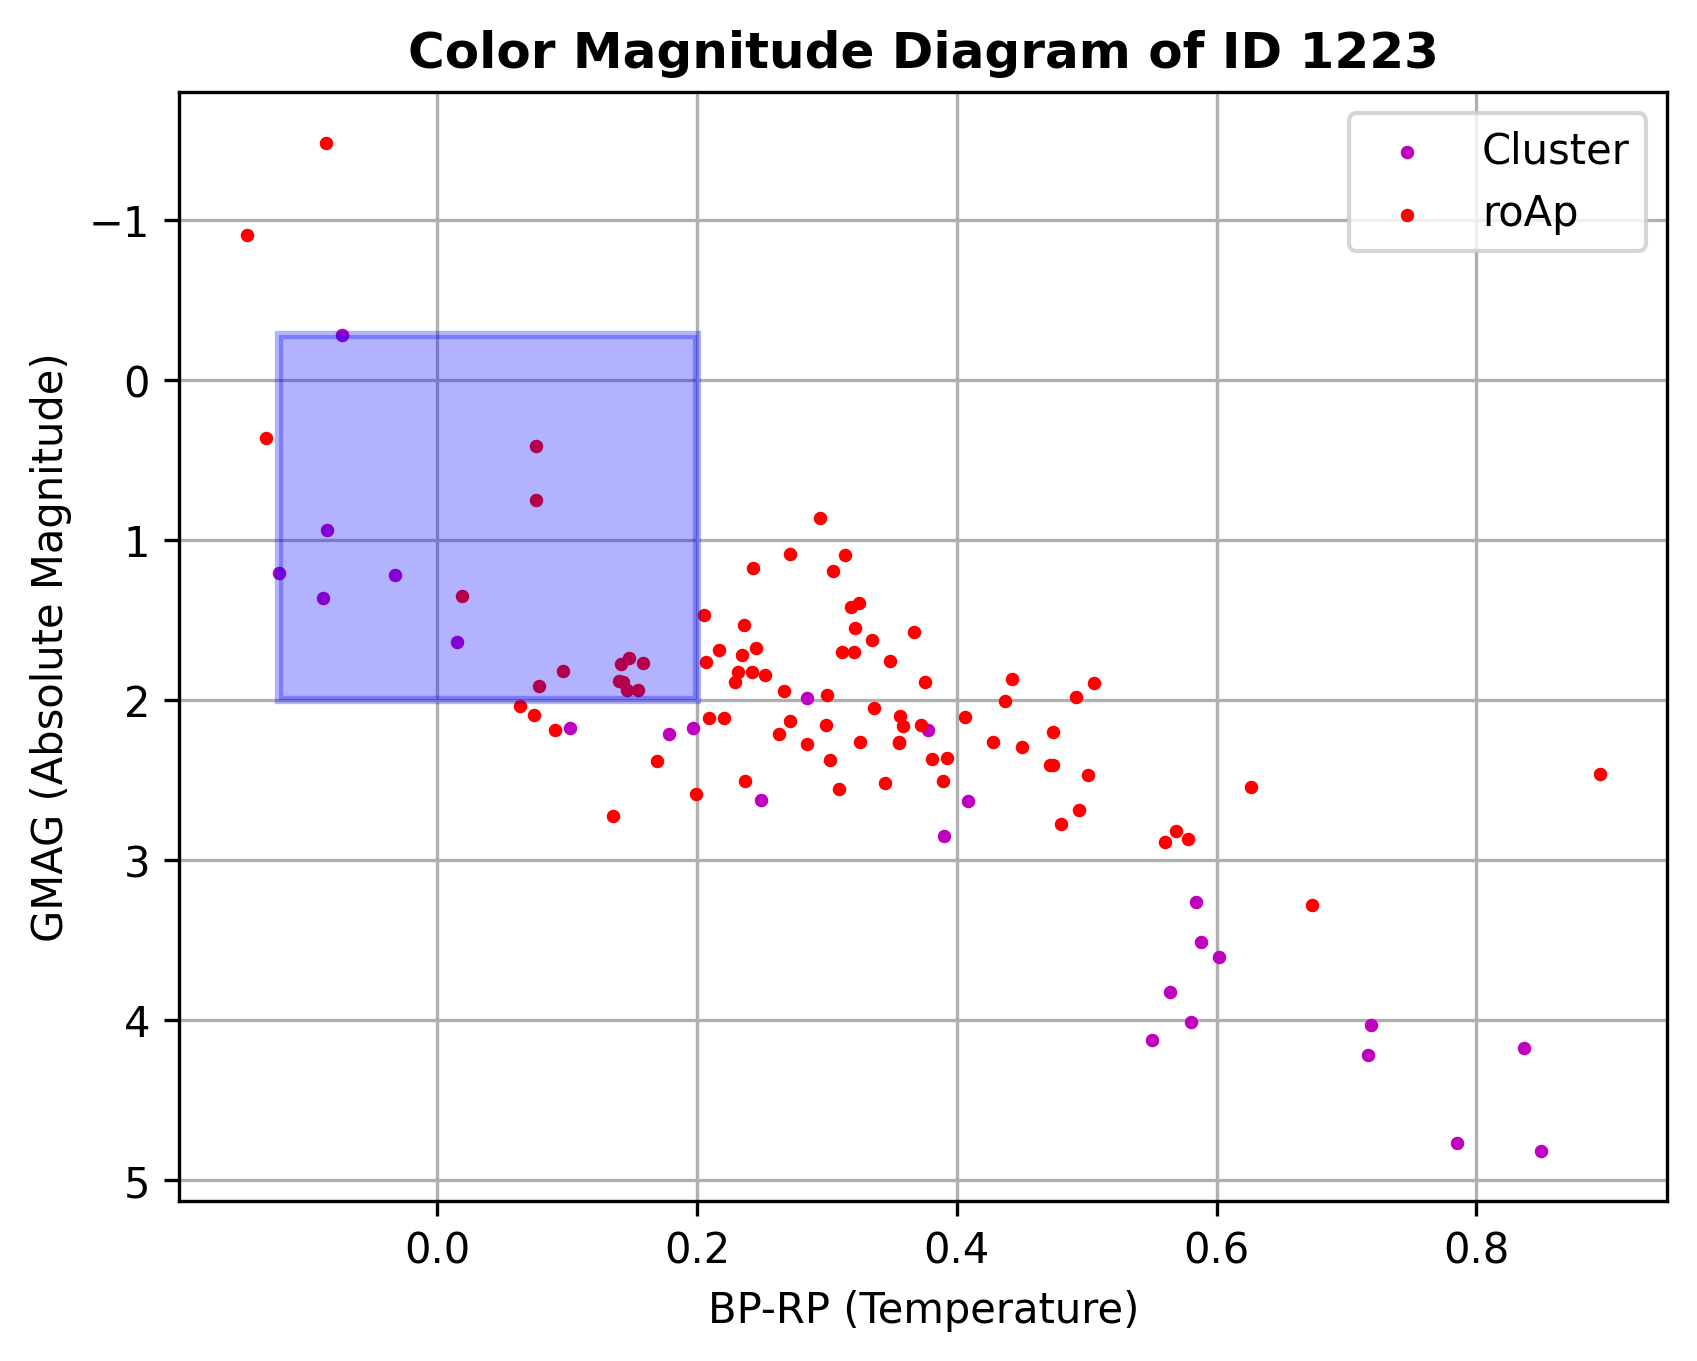 Color Magnitude Diagram of ID 1223
Cluster
roAp
−1
0
1
2
3
4
5
GMAG (Absolute Magnitude)
0.0 0.2 0.4 0.6 0.8
BP-RP (Temperature)